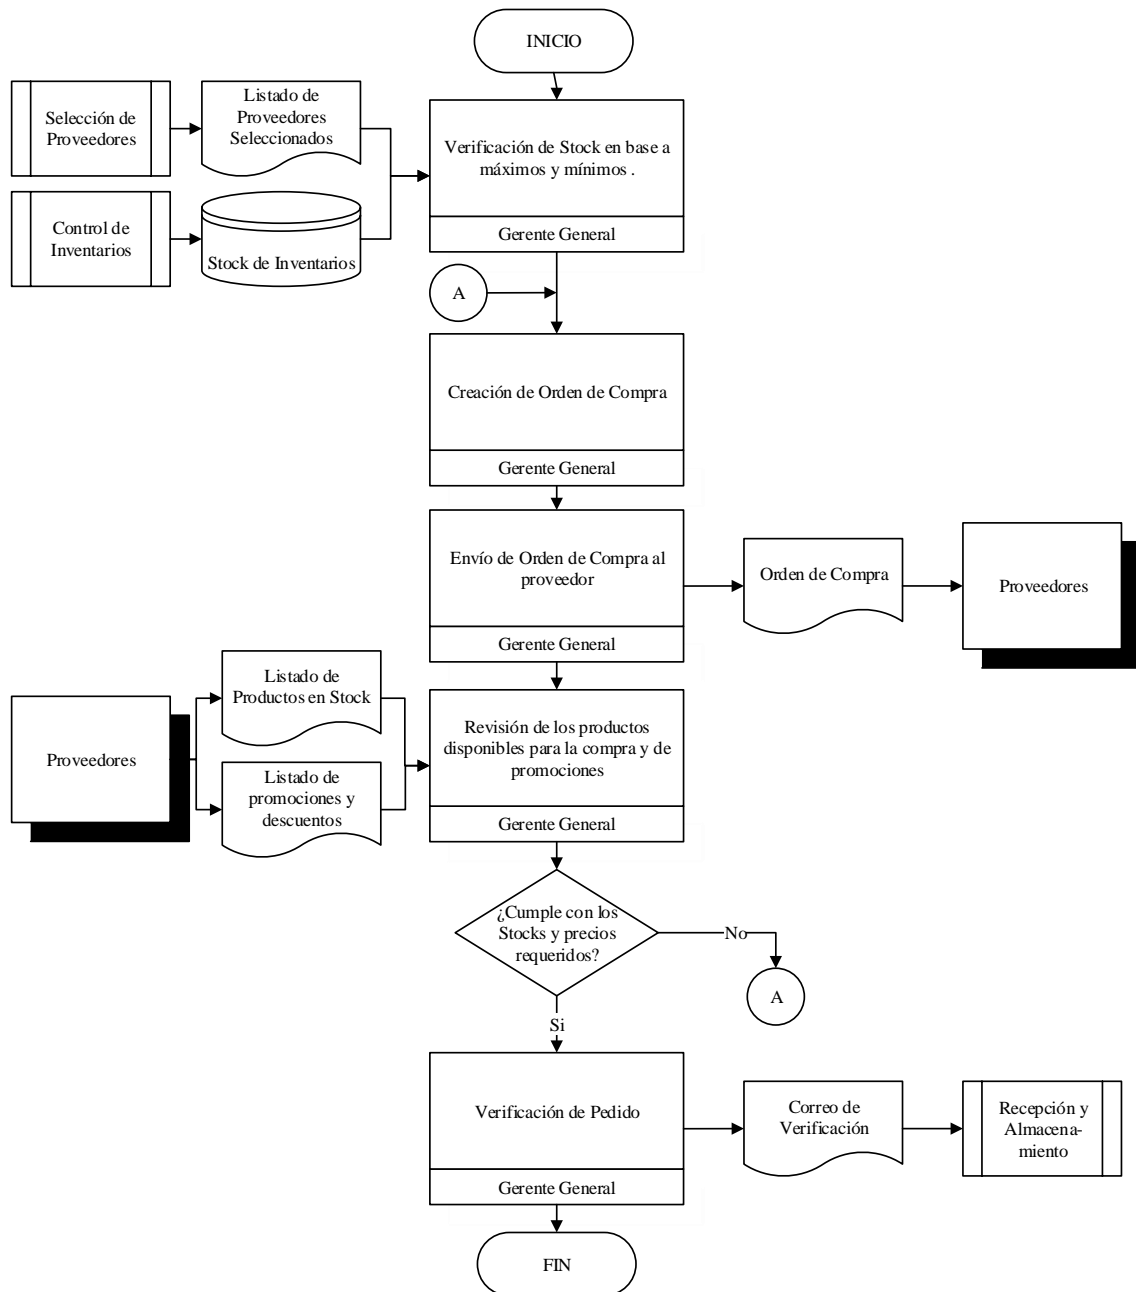 INICIO
Selección de
Proveedores
Listado de
Proveedores
Seleccionados
Verificación de Stock en base a
máximos y mínimos .
Gerente General
Control de
Inventarios
Stock de Inventarios
A
Creación de Orden de Compra
Gerente General
Envío de Orden de Compra al
proveedor
Gerente General
Orden de Compra
Proveedores
Proveedores
Listado de
Productos en Stock
Listado de
promociones y
descuentos
Revisión de los productos
disponibles para la compra y de
promociones
Gerente General
¿Cumple con los
Stocks y precios
requeridos?
No
A
Si
Verificación de Pedido
Gerente General
Correo de
Verificación
Recepción y
Almacena-
miento
FIN